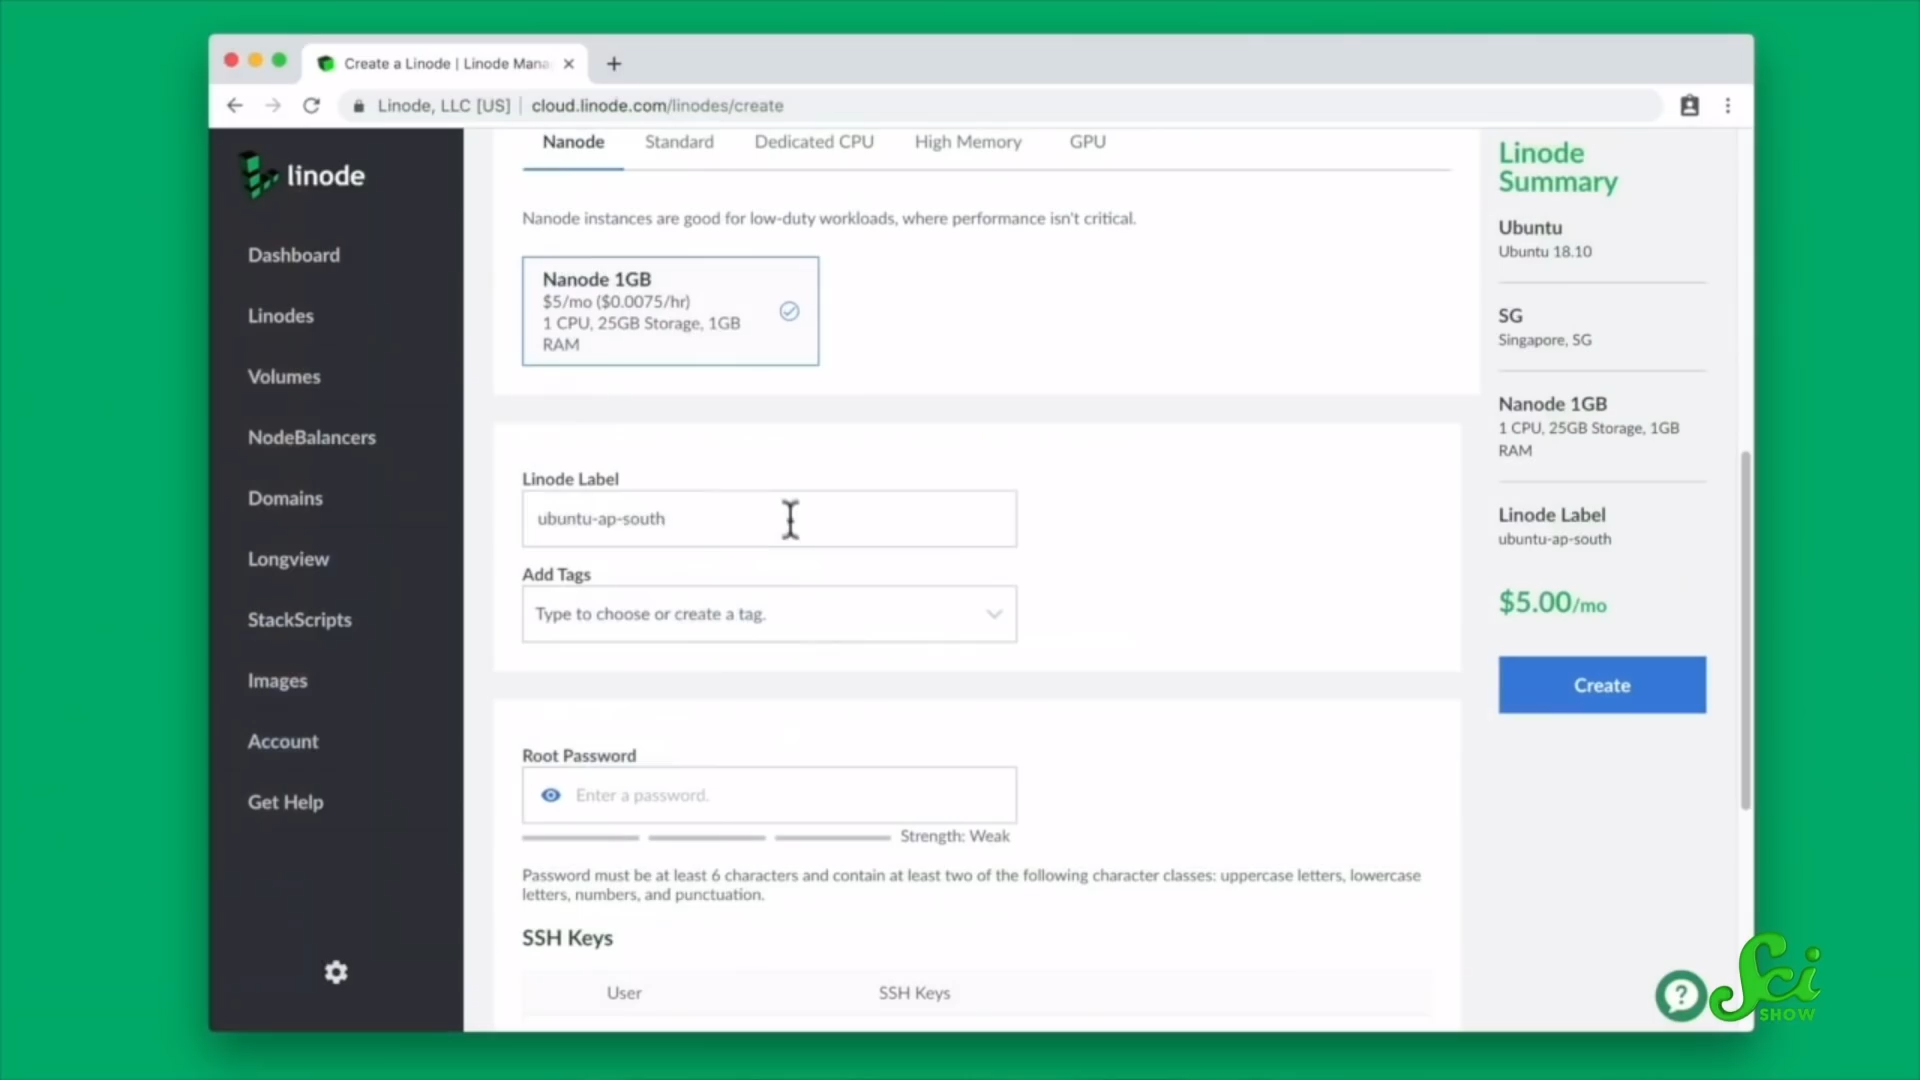 Create a Linode | Linode Mana
Linode, LLC [US] | cloud.linode.com/linodes/create
linode
Dashboard
Linodes
Volumes
NodeBalancers
Domains
Longview
StackScripts
Images
Account
Get Help
Nanode Standard Dedicated CPU High Memory GPU
Nanode instances are good for low-duty workloads, where performance isn't critical.
Nanode 1GB
$5/mo ($0.0075/hr)
1 CPU, 25GB Storage, 1GB
RAM
Linode Label
ubuntu-ap-south
Add Tags
Type to choose or create a tag.
Root Password
Enter a password.
Strength: Weak
Password must be at least 6 characters and contain at least two of the following character classes: uppercase letters, lowercase
letters, numbers, and punctuation.
SSH Keys
User SSH Keys
Linode
Summary
Ubuntu
Ubuntu 18.10
SG
Singapore, SG
Nanode 1GB
1 CPU, 25GB Storage, 1GB
RAM
Linode Label
ubuntu-ap-south
$5.00/mo
Create
?
Sci
SHOW